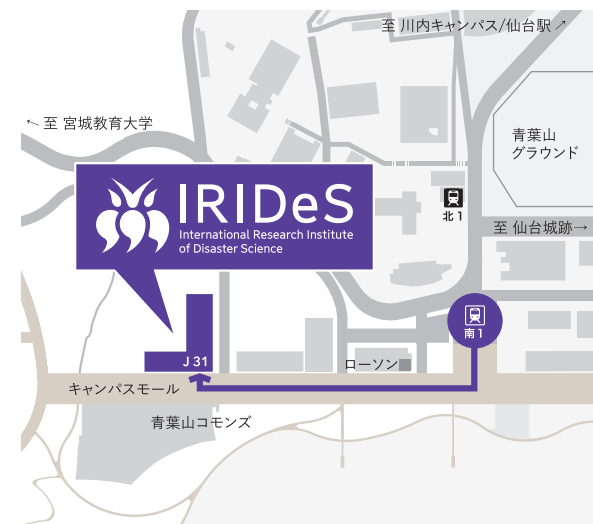 至 川内キャンパス/仙台駅↗
← 至 宮城教育大学
青葉山
グラウンド
北1
IRIDeS
International Research Institute
of Disaster Science
至 仙台城跡→
南1
J 31
ローソン
キャンパスモール
青葉山コモンズ